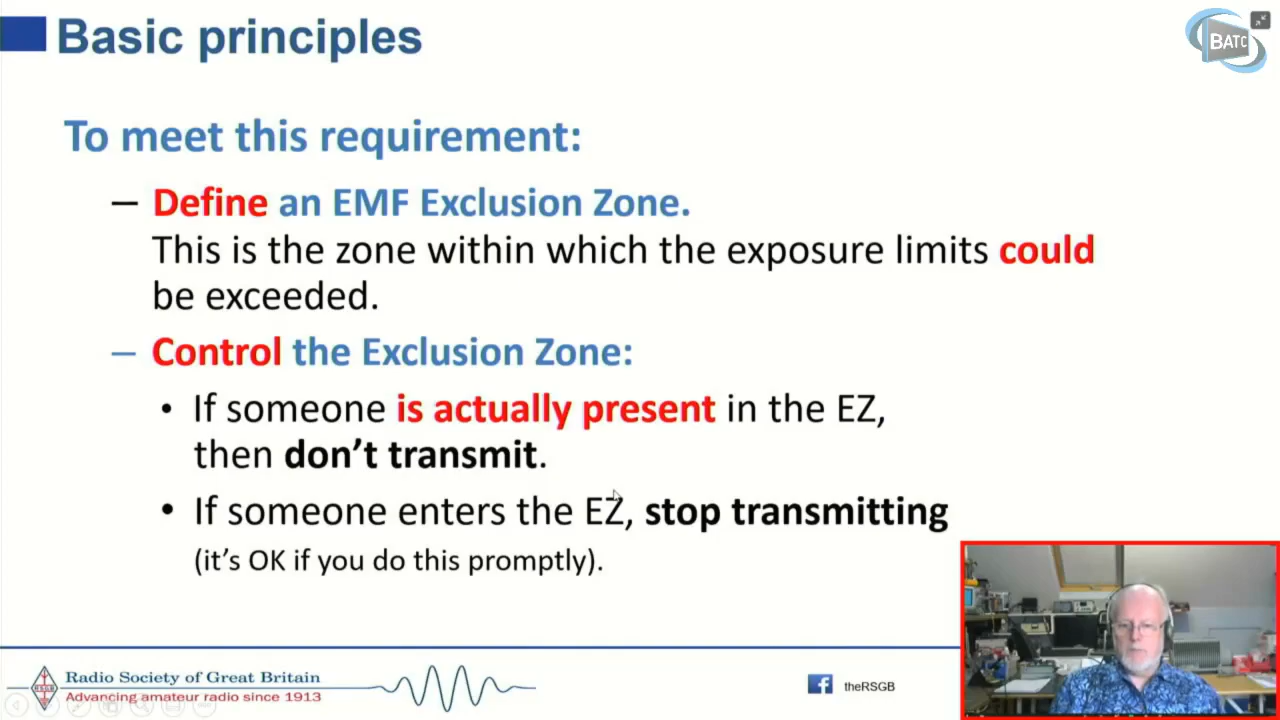 Basic principles
BATC
To meet this requirement:
– Define an EMF Exclusion Zone.
This is the zone within which the exposure limits could
be exceeded.
– Control the Exclusion Zone:
• If someone is actually present in the EZ,
then don't transmit.
• If someone enters the EZ, stop transmitting
(it's OK if you do this promptly).
RSGB
Radio Society of Great Britain
Advancing amateur radio since 1913
f theRSGB